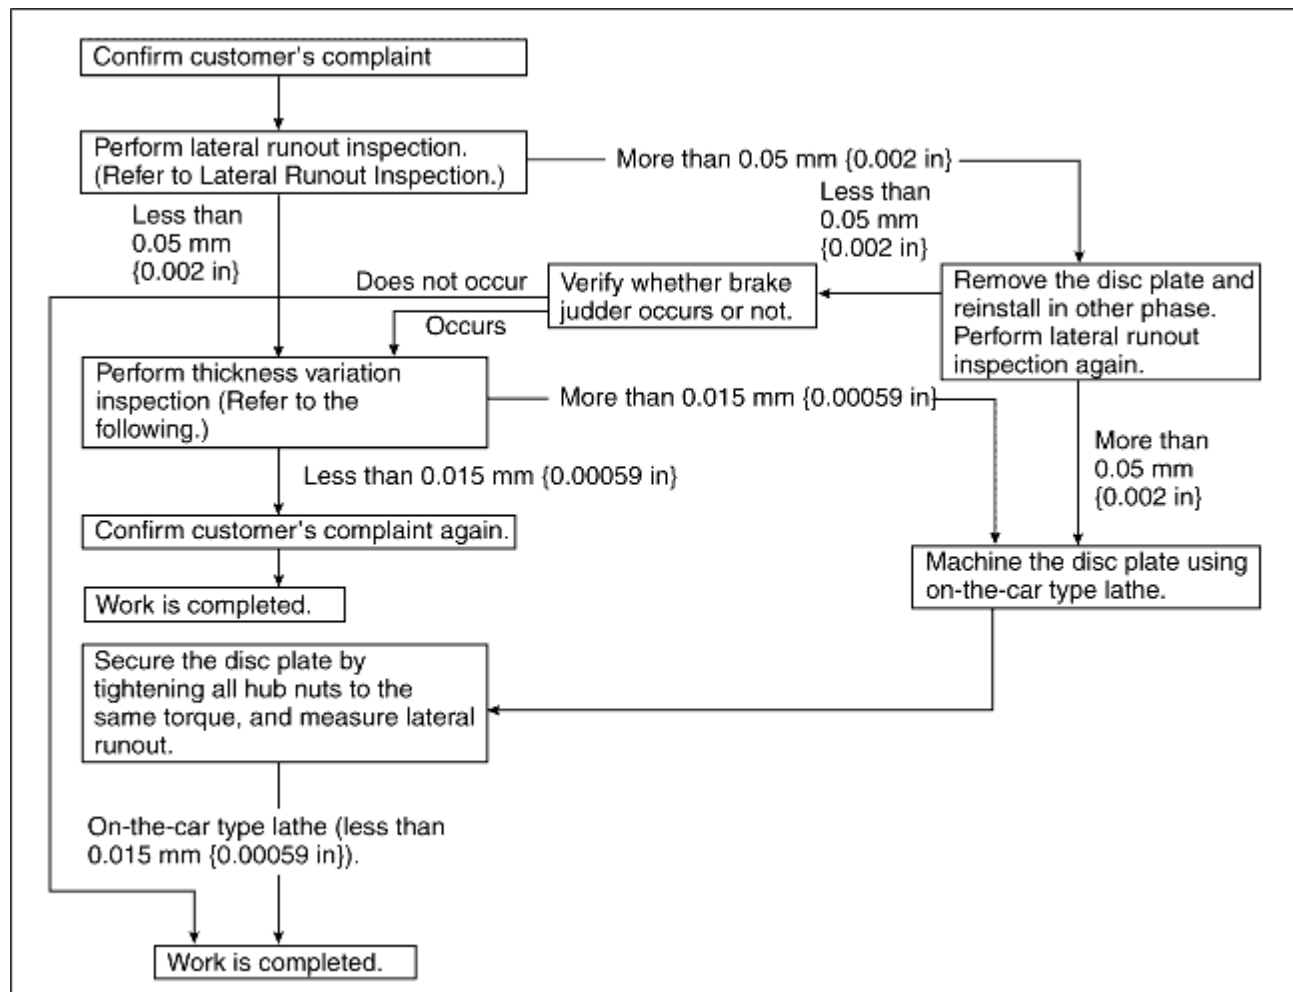 Confirm customer's complaint
Perform lateral runout inspection.
(Refer to Lateral Runout Inspection.)
More than 0.05 mm {0.002 in}
Less than
0.05 mm
{0.002 in}
Less than
0.05 mm
{0.002 in}
Remove the disc plate and
reinstall in other phase.
Perform lateral runout
inspection again.
Verify whether brake
judder occurs or not.
Does not occur
Occurs
Perform thickness variation
inspection (Refer to the
following.)
More than 0.015 mm {0.00059 in}
More than
0.05 mm
{0.002 in}
Less than 0.015 mm {0.00059 in}
Confirm customer's complaint again.
Work is completed.
Machine the disc plate using
on-the-car type lathe.
Secure the disc plate by
tightening all hub nuts to the
same torque, and measure lateral
runout.
On-the-car type lathe (less than
0.015 mm {0.00059 in}).
Work is completed.